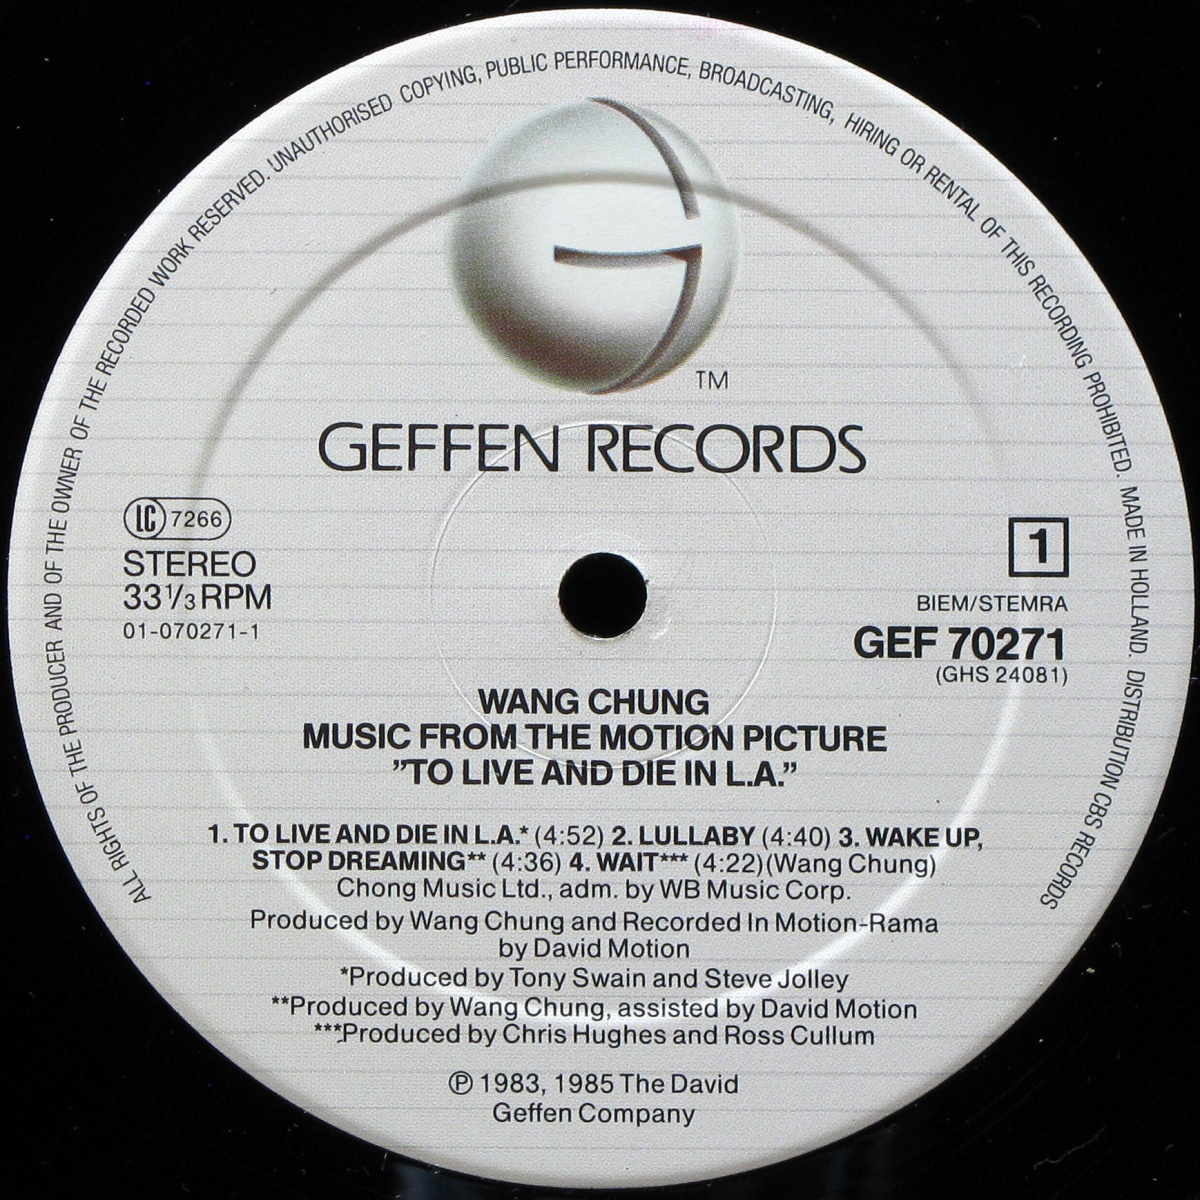 ALL RIGHTS OF THE PRODUCER AND OF THE OWNER OF THE RECORDED WORK RESERVED. UNAUTHORISED COPYING, PUBLIC PERFORMANCE, BROADCASTING, HIRING OR RENTAL OF THIS RECORDING PROHIBITED. MADE IN HOLLAND. DISTRIBUTION CBS RECORDS
TM
GEFFEN RECORDS
LC 7266
STEREO
33⅓ RPM
01-070271-1
1
BIEM/STEMRA
GEF 70271
(GHS 24081)
WANG CHUNG
MUSIC FROM THE MOTION PICTURE
”TO LIVE AND DIE IN L.A.”
1. TO LIVE AND DIE IN L.A.* (4:52) 2. LULLABY (4:40) 3. WAKE UP,
STOP DREAMING** (4:36) 4. WAIT*** (4:22)(Wang Chung)
Chong Music Ltd., adm. by WB Music Corp.
Produced by Wang Chung and Recorded In Motion-Rama
by David Motion
*Produced by Tony Swain and Steve Jolley
**Produced by Wang Chung, assisted by David Motion
***Produced by Chris Hughes and Ross Cullum
℗ 1983, 1985 The David
Geffen Company